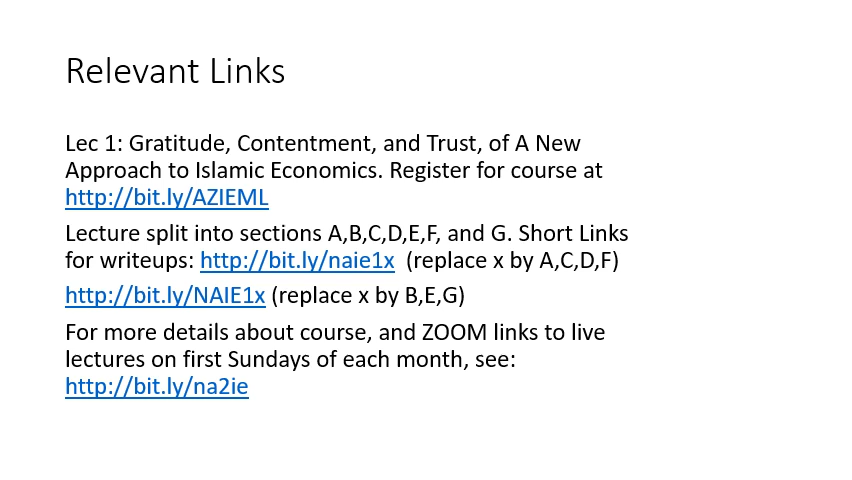 Relevant Links
Lec 1: Gratitude, Contentment, and Trust, of A New
Approach to Islamic Economics. Register for course at
http://bit.ly/AZIEML
Lecture split into sections A,B,C,D,E,F, and G. Short Links
for writeups: http://bit.ly/naie1x (replace x by A,C,D,F)
http://bit.ly/NAIE1x (replace x by B,E,G)
For more details about course, and ZOOM links to live
lectures on first Sundays of each month, see:
http://bit.ly/na2ie